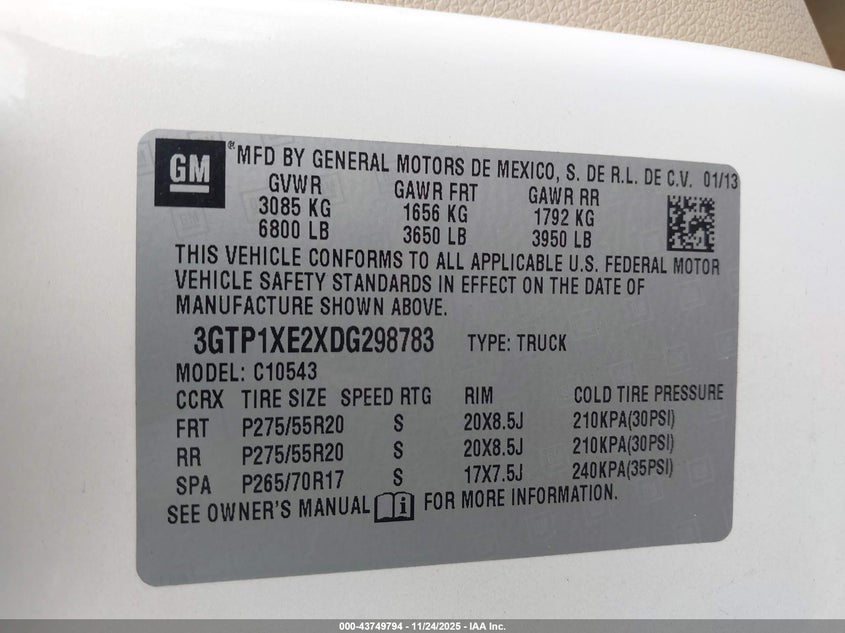 GM
® MFD BY GENERAL MOTORS DE MEXICO, S. DE R.L. DE C.V. 01/13
GVWR GAWR FRT GAWR RR
3085 KG 1656 KG 1792 KG
6800 LB 3650 LB 3950 LB
THIS VEHICLE CONFORMS TO ALL APPLICABLE U.S. FEDERAL MOTOR
VEHICLE SAFETY STANDARDS IN EFFECT ON THE DATE OF
MANUFACTURE SHOWN ABOVE.
3GTP1XE2XDG298783 TYPE: TRUCK
MODEL: C10543
CCRX TIRE SIZE SPEED RTG RIM COLD TIRE PRESSURE
FRT P275/55R20 S 20X8.5J 210KPA(30PSI)
RR P275/55R20 S 20X8.5J 210KPA(30PSI)
SPA P265/70R17 S 17X7.5J 240KPA(35PSI)
SEE OWNER'S MANUAL i FOR MORE INFORMATION.
000-43749794 - 11/24/2025 - IAA Inc.